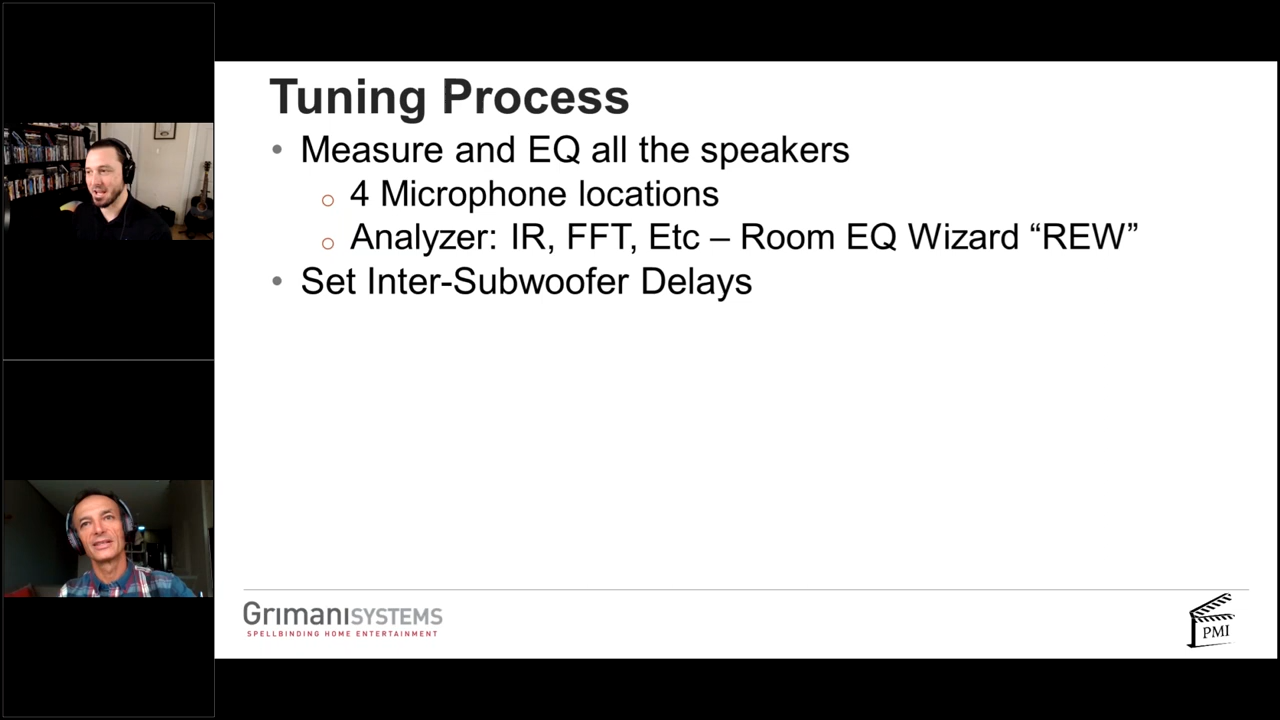 Tuning Process
• Measure and EQ all the speakers
o 4 Microphone locations
o Analyzer: IR, FFT, Etc – Room EQ Wizard “REW”
• Set Inter-Subwoofer Delays
GrimaniSYSTEMS
SPELLBINDING HOME ENTERTAINMENT
PMI